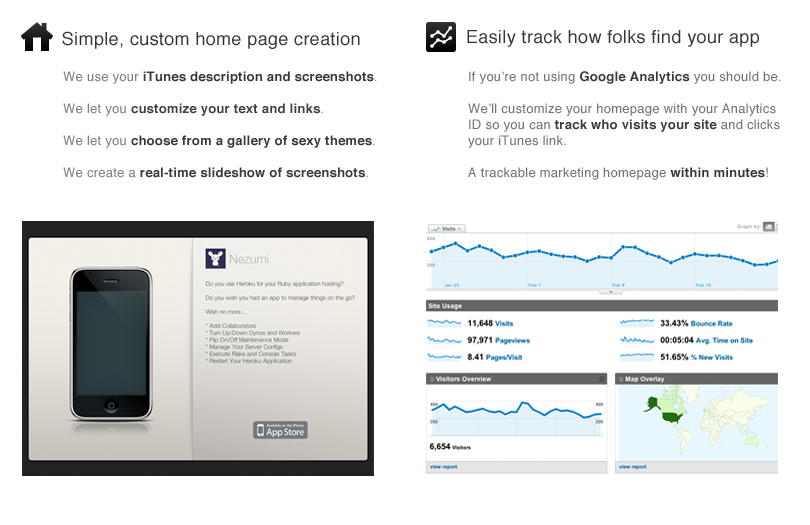 Simple, custom home page creation
We use your iTunes description and screenshots.
We let you customize your text and links.
We let you choose from a gallery of sexy themes.
We create a real-time slideshow of screenshots.
Nezumi
Do you use Heroku for your Ruby application hosting?
Do you wish you had an app to manage things on the go?
Wish no more...
* Add Collaborators
* Turn Up/Down Dynos and Workers
* Flip On/Off Maintenance Mode
* Manage Your Server Configs
* Execute Rake and Console Tasks
* Restart Your Heroku Application
Available on the iPhone
App Store
Easily track how folks find your app
If you're not using Google Analytics you should be.
We'll customize your homepage with your Analytics
ID so you can track who visits your site and clicks
your iTunes link.
A trackable marketing homepage within minutes!
Visits
Graph by:
600
300
Jan 25
Feb 1
Feb 8
Feb 15
Site Usage
11,648 Visits
33.43% Bounce Rate
97,971 Pageviews
00:05:04 Avg. Time on Site
8.41 Pages/Visit
51.65% % New Visits
Visitors Overview
400
400
200
200
6,654 Visitors
view report
Map Overlay
view report